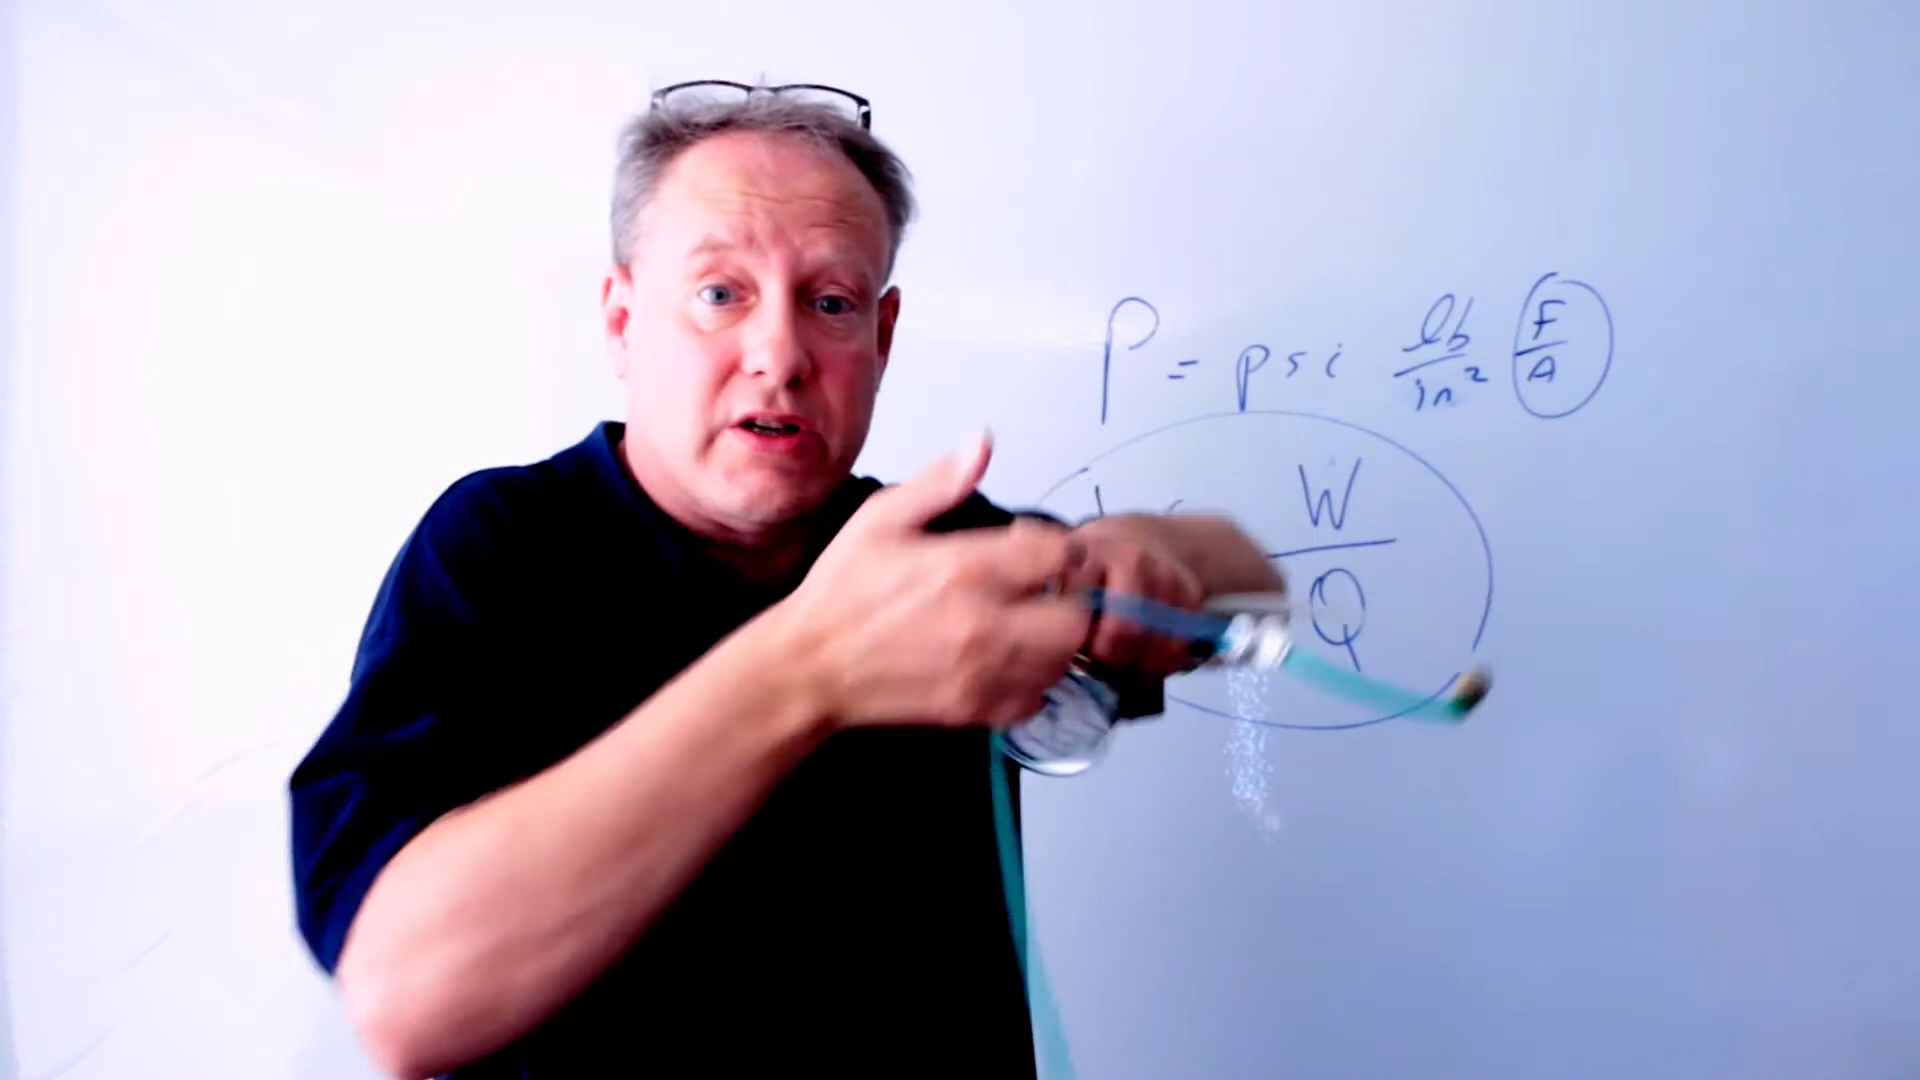 P = psi lb/in² F/A
W
Q